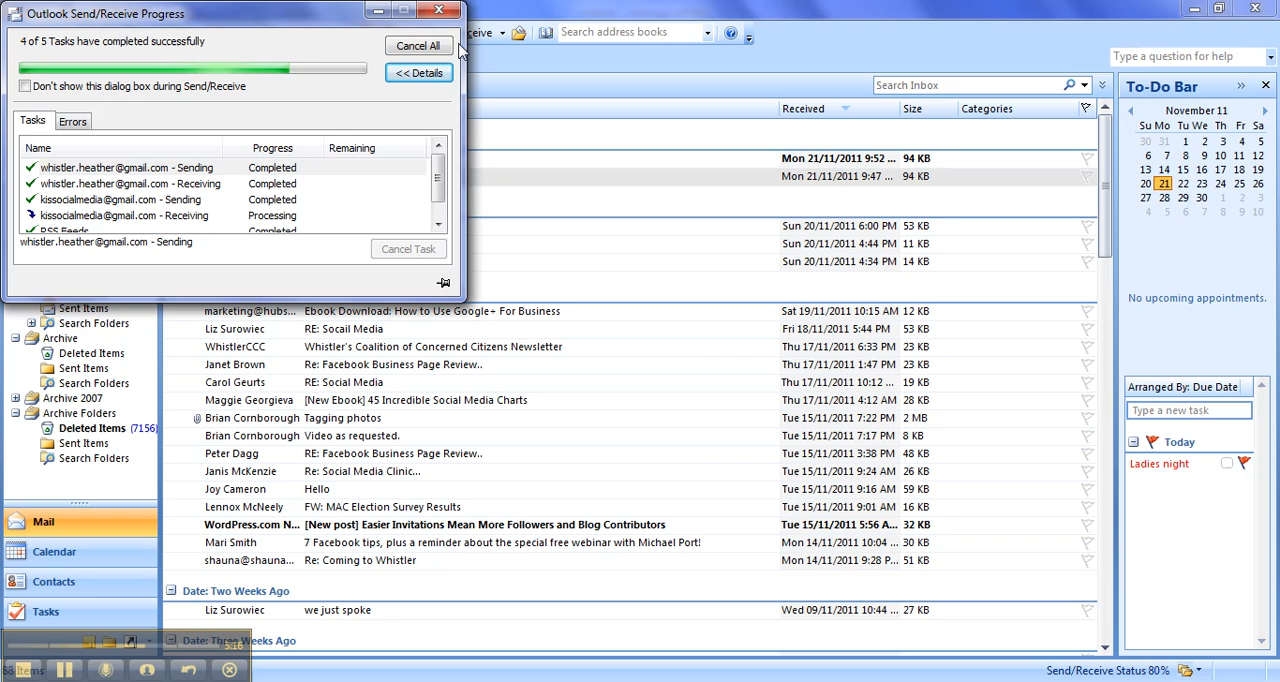 Outlook Send/Receive Progress
4 of 5 Tasks have completed successfully
Cancel All
<< Details
Don't show this dialog box during Send/Receive
Tasks
Errors
Name Progress Remaining
whistler.heather@gmail.com - Sending Completed
whistler.heather@gmail.com - Receiving Completed
kissocialmedia@gmail.com - Sending Completed
kissocialmedia@gmail.com - Receiving Processing
RSS Feeds Completed
whistler.heather@gmail.com - Sending
Cancel Task
Search address books
Type a question for help
Search Inbox
Received Size Categories
Mon 21/11/2011 9:52 ... 94 KB
Mon 21/11/2011 9:47 ... 94 KB
Sun 20/11/2011 6:00 PM 53 KB
Sun 20/11/2011 4:44 PM 11 KB
Sun 20/11/2011 4:34 PM 14 KB
marketing@hubs... Ebook Download: How to Use Google+ For Business Sat 19/11/2011 10:15 AM 12 KB
Liz Surowiec RE: Socail Media Fri 18/11/2011 5:44 PM 53 KB
WhistlerCCC Whistler's Coalition of Concerned Citizens Newsletter Thu 17/11/2011 6:33 PM 23 KB
Janet Brown Re: Facebook Business Page Review.. Thu 17/11/2011 1:47 PM 23 KB
Carol Geurts RE: Social Media Thu 17/11/2011 10:12 ... 19 KB
Maggie Georgieva [New Ebook] 45 Incredible Social Media Charts Thu 17/11/2011 4:12 AM 28 KB
Brian Cornborough Tagging photos Tue 15/11/2011 7:22 PM 2 MB
Brian Cornborough Video as requested. Tue 15/11/2011 7:17 PM 8 KB
Peter Dagg RE: Facebook Business Page Review.. Tue 15/11/2011 3:38 PM 48 KB
Janis McKenzie Re: Social Media Clinic... Tue 15/11/2011 9:24 AM 26 KB
Joy Cameron Hello Tue 15/11/2011 9:16 AM 59 KB
Lennox McNeely FW: MAC Election Survey Results Tue 15/11/2011 9:01 AM 16 KB
WordPress.com N... [New post] Easier Invitations Mean More Followers and Blog Contributors Tue 15/11/2011 5:56 A... 32 KB
Mari Smith 7 Facebook tips, plus a reminder about the special free webinar with Michael Port! Mon 14/11/2011 10:04 ... 30 KB
shauna@shauna... Re: Coming to Whistler Mon 14/11/2011 9:28 P... 51 KB
Date: Two Weeks Ago
Liz Surowiec we just spoke Wed 09/11/2011 10:44 ... 27 KB
Date: Three Weeks Ago
Sent Items
Search Folders
Archive
Deleted Items
Sent Items
Search Folders
Archive 2007
Archive Folders
Deleted Items (7156)
Sent Items
Search Folders
Mail
Calendar
Contacts
Tasks
5:16
68 Items
To-Do Bar
November 11
Su Mo Tu We Th Fr Sa
30 31 1 2 3 4 5
6 7 8 9 10 11 12
13 14 15 16 17 18 19
20 21 22 23 24 25 26
27 28 29 30 1 2 3
4 5 6 7 8 9 10
No upcoming appointments.
Arranged By: Due Date
Type a new task
Today
Ladies night
Send/Receive Status 80%